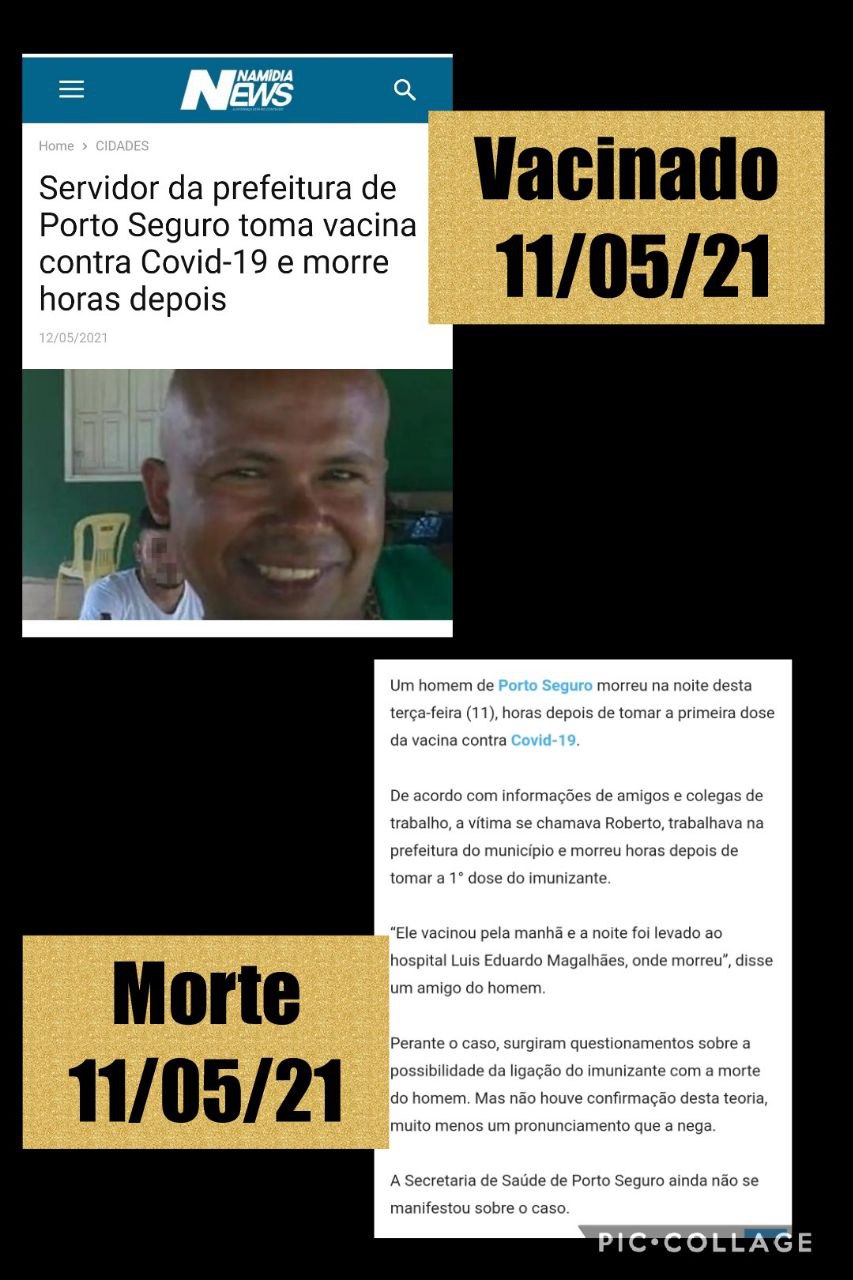 NAMIDIA
NEWS
Home > CIDADES
Servidor da prefeitura de
Porto Seguro toma vacina
contra Covid-19 e morre
horas depois
12/05/2021
Vacinado
11/05/21
Um homem de Porto Seguro morreu na noite desta
terça-feira (11), horas depois de tomar a primeira dose
da vacina contra Covid-19.
De acordo com informações de amigos e colegas de
trabalho, a vítima se chamava Roberto, trabalhava na
prefeitura do município e morreu horas depois de
tomar a 1° dose do imunizante.
“Ele vacinou pela manhã e a noite foi levado ao
hospital Luis Eduardo Magalhães, onde morreu”, disse
um amigo do homem.
Perante o caso, surgiram questionamentos sobre a
possibilidade da ligação do imunizante com a morte
do homem. Mas não houve confirmação desta teoria,
muito menos um pronunciamento que a nega.
A Secretaria de Saúde de Porto Seguro ainda não se
manifestou sobre o caso.
Morte
11/05/21
PIC•COLLAGE